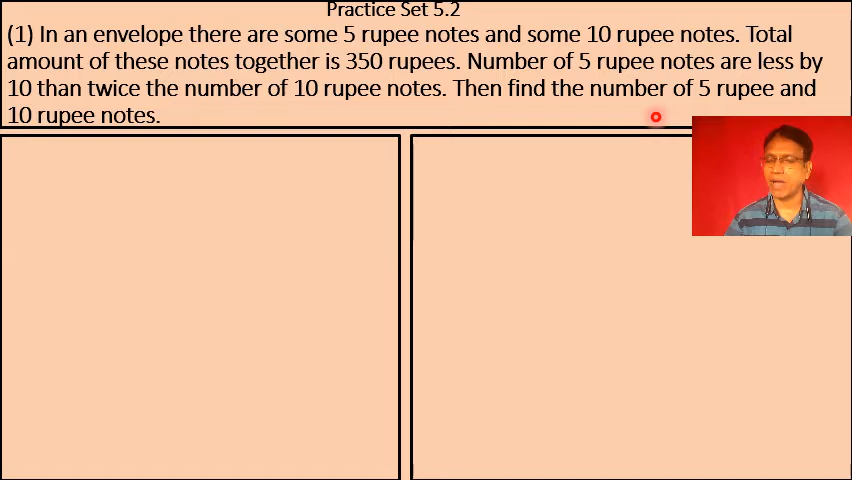 Practice Set 5.2
(1) In an envelope there are some 5 rupee notes and some 10 rupee notes. Total
amount of these notes together is 350 rupees. Number of 5 rupee notes are less by
10 than twice the number of 10 rupee notes. Then find the number of 5 rupee and
10 rupee notes.